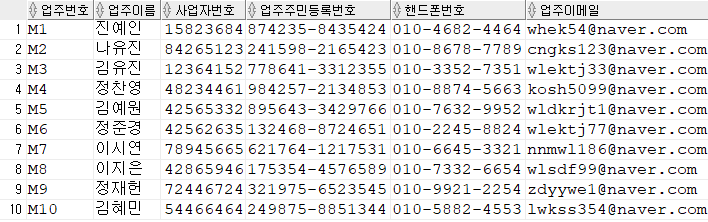 업주번호 업주이름 사업자번호 업주주민등록번호 핸드폰번호 업주이메일
1 M1 진예인 15823684 874235-8435424 010-4682-4464 whek54@naver.com
2 M2 나유진 84265123 241598-2165423 010-8678-7789 cngks123@naver.com
3 M3 김유진 12364152 778641-3312355 010-3352-7351 wlektj33@naver.com
4 M4 정찬영 48234461 984257-2134853 010-8874-5663 kosh5099@naver.com
5 M5 김예원 42565332 895643-3429766 010-7632-9952 wldkrjt1@naver.com
6 M6 정준경 42562635 132468-8724651 010-2245-8824 wlektj77@naver.com
7 M7 이시연 78945665 621764-1217531 010-6645-3321 nnmwl186@naver.com
8 M8 이지은 42865946 175354-4576589 010-7332-6654 wlsdf99@naver.com
9 M9 정재헌 72446724 321975-6523545 010-9921-2254 zdyywe1@naver.com
10 M10 김혜민 54466464 249875-8851344 010-5882-4553 lwkss354@naver.com